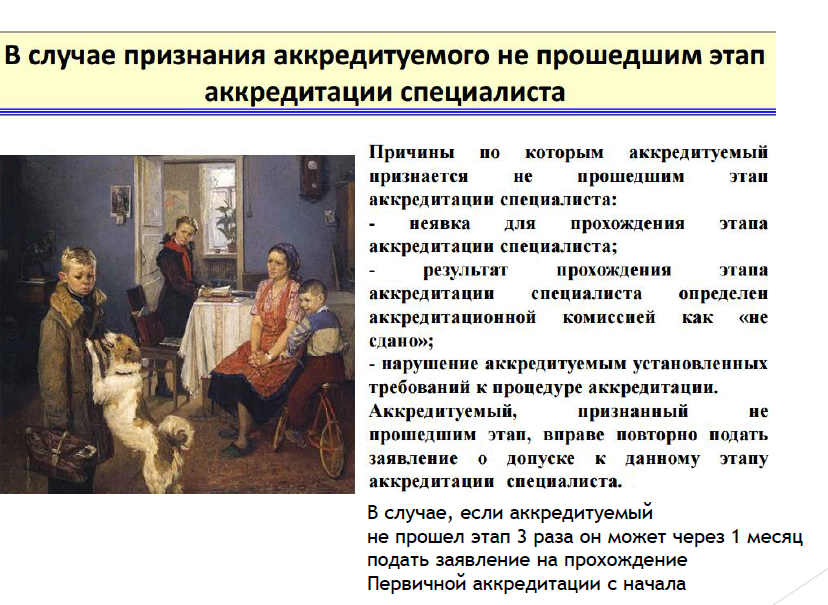 В случае признания аккредитуемого не прошедшим этап
аккредитации специалиста
Причины по которым аккредитуемый
признается не прошедшим этап
аккредитации специалиста:
- неявка для прохождения этапа
аккредитации специалиста;
- результат прохождения этапа
аккредитации специалиста определен
аккредитационной комиссией как «не
сдано»;
- нарушение аккредитуемым установленных
требований к процедуре аккредитации.
Аккредитуемый, признанный не
прошедшим этап, вправе повторно подать
заявление о допуске к данному этапу
аккредитации специалиста.
В случае, если аккредитуемый
не прошел этап 3 раза он может через 1 месяц
подать заявление на прохождение
Первичной аккредитации с начала